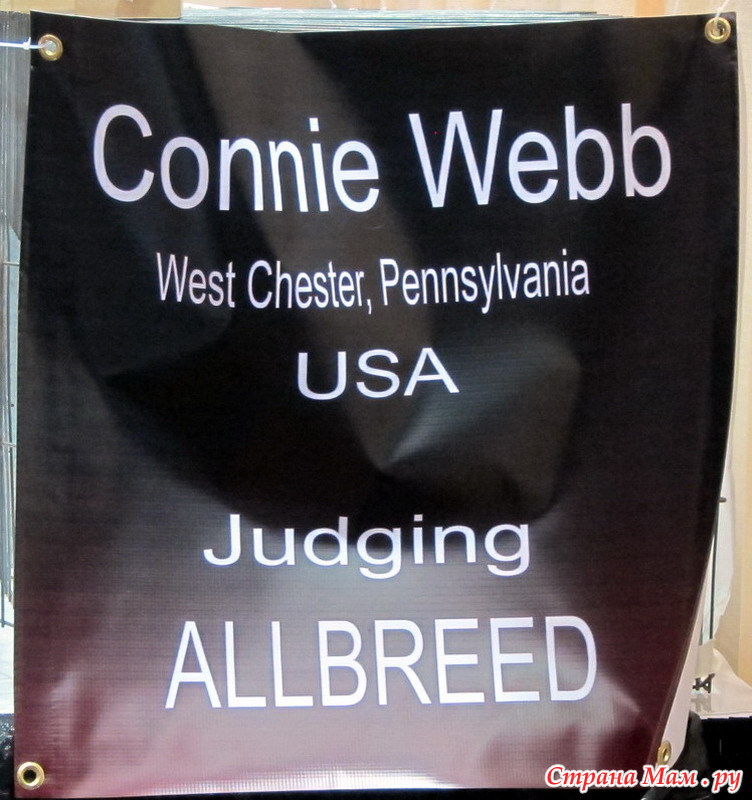 Connie Webb
West Chester, Pennsylvania
USA
Judging
ALLBREED
Страна Мам . ру